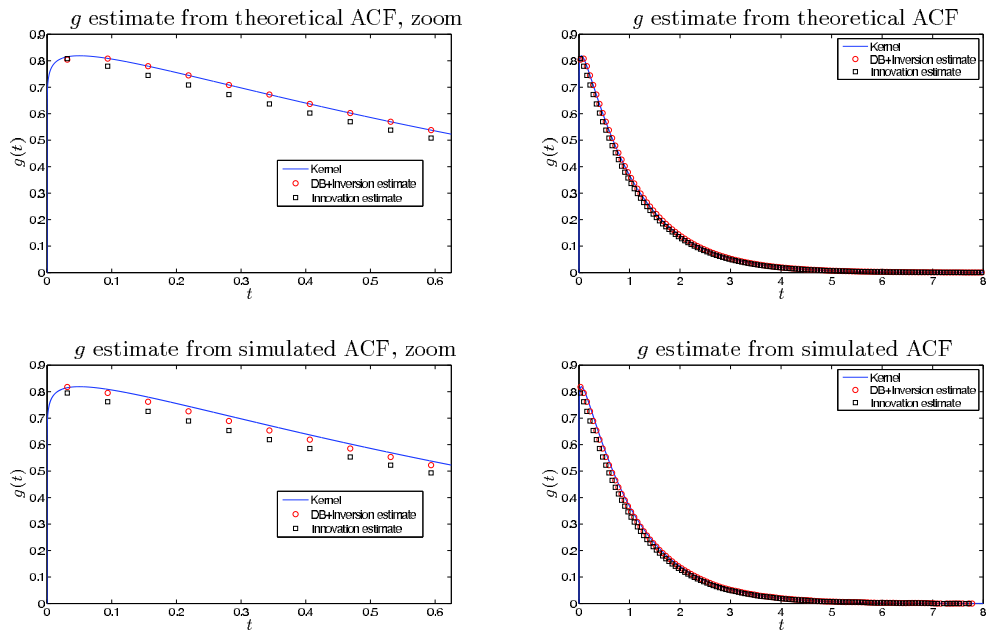 g estimate from theoretical ACF, zoom
0.9
0.8
0.7
0.6
0.5
0.4
0.3
0.2
0.1
0
g(t)
Kernel
DB+Inversion estimate
Innovation estimate
0 0.1 0.2 0.3 0.4 0.5 0.6
t
g estimate from theoretical ACF
0.9
0.8
0.7
0.6
0.5
0.4
0.3
0.2
0.1
0
g(t)
Kernel
DB+Inversion estimate
Innovation estimate
0 1 2 3 4 5 6 7 8
t
g estimate from simulated ACF, zoom
0.9
0.8
0.7
0.6
0.5
0.4
0.3
0.2
0.1
0
g(t)
Kernel
DB+Inversion estimate
Innovation estimate
0 0.1 0.2 0.3 0.4 0.5 0.6
t
g estimate from simulated ACF
0.9
0.8
0.7
0.6
0.5
0.4
0.3
0.2
0.1
0
g(t)
Kernel
DB+Inversion estimate
Innovation estimate
0 1 2 3 4 5 6 7 8
t